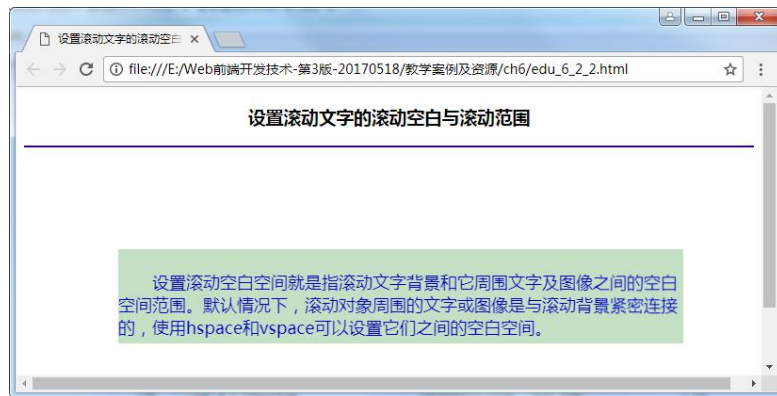 设置滚动文字的滚动空白
file:///E:/Web前端开发技术-第3版-20170518/教学案例及资源/ch6/edu_6_2_2.html
设置滚动文字的滚动空白与滚动范围
设置滚动空白空间就是指滚动文字背景和它周围文字及图像之间的空白
空间范围。默认情况下，滚动对象周围的文字或图像是与滚动背景紧密连接
的，使用hspace和vspace可以设置它们之间的空白空间。